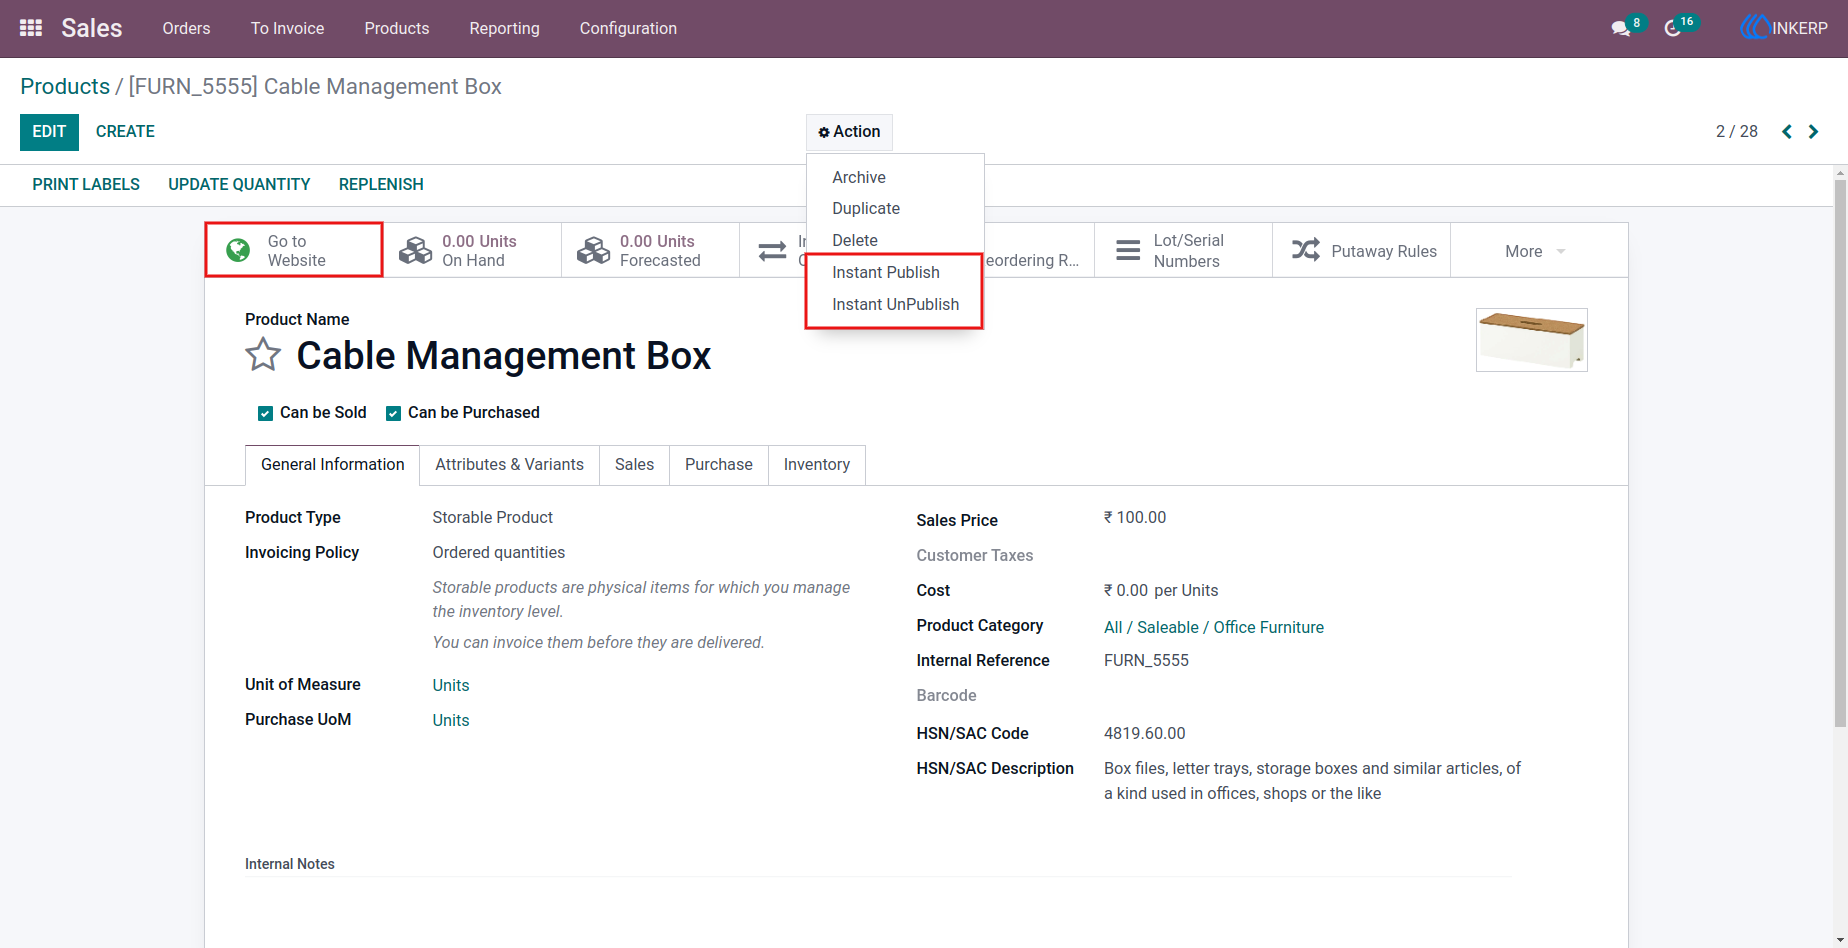 Sales Orders To Invoice Products Reporting Configuration 8 16 INKERP
Products / [FURN_5555] Cable Management Box
EDIT CREATE Action 2 / 28
Archive
Duplicate
Delete
Instant Publish
Instant UnPublish
PRINT LABELS UPDATE QUANTITY REPLENISH
Go to
Website
0.00 Units
On Hand
0.00 Units
Forecasted
eordering R...
Lot/Serial
Numbers
Putaway Rules
More
Product Name
Cable Management Box
Can be Sold Can be Purchased
General Information Attributes & Variants Sales Purchase Inventory
Product Type Storable Product
Invoicing Policy Ordered quantities
Storable products are physical items for which you manage
the inventory level.
You can invoice them before they are delivered.
Unit of Measure Units
Purchase UoM Units
Sales Price ₹ 100.00
Customer Taxes
Cost ₹ 0.00 per Units
Product Category All / Saleable / Office Furniture
Internal Reference FURN_5555
Barcode
HSN/SAC Code 4819.60.00
HSN/SAC Description Box files, letter trays, storage boxes and similar articles, of
a kind used in offices, shops or the like
Internal Notes